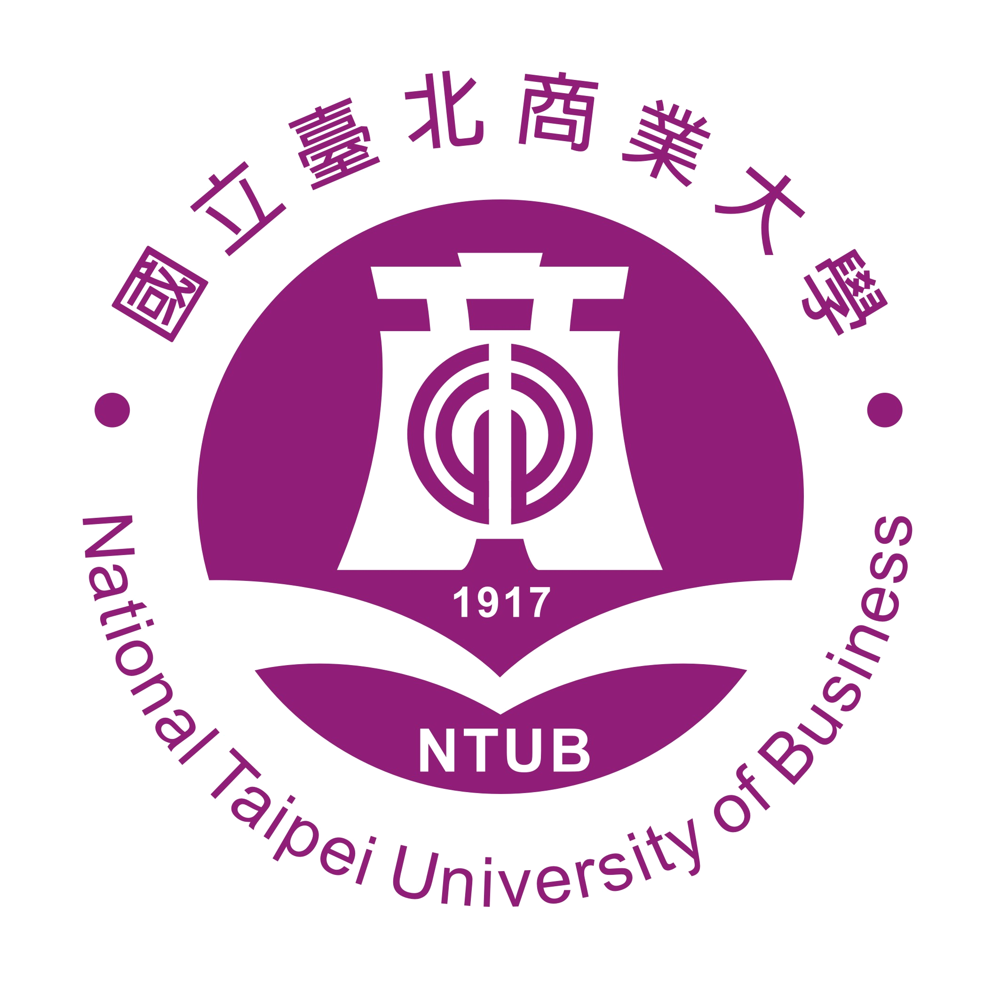 國立臺北商業大學
1917
NTUB
National Taipei University of Business